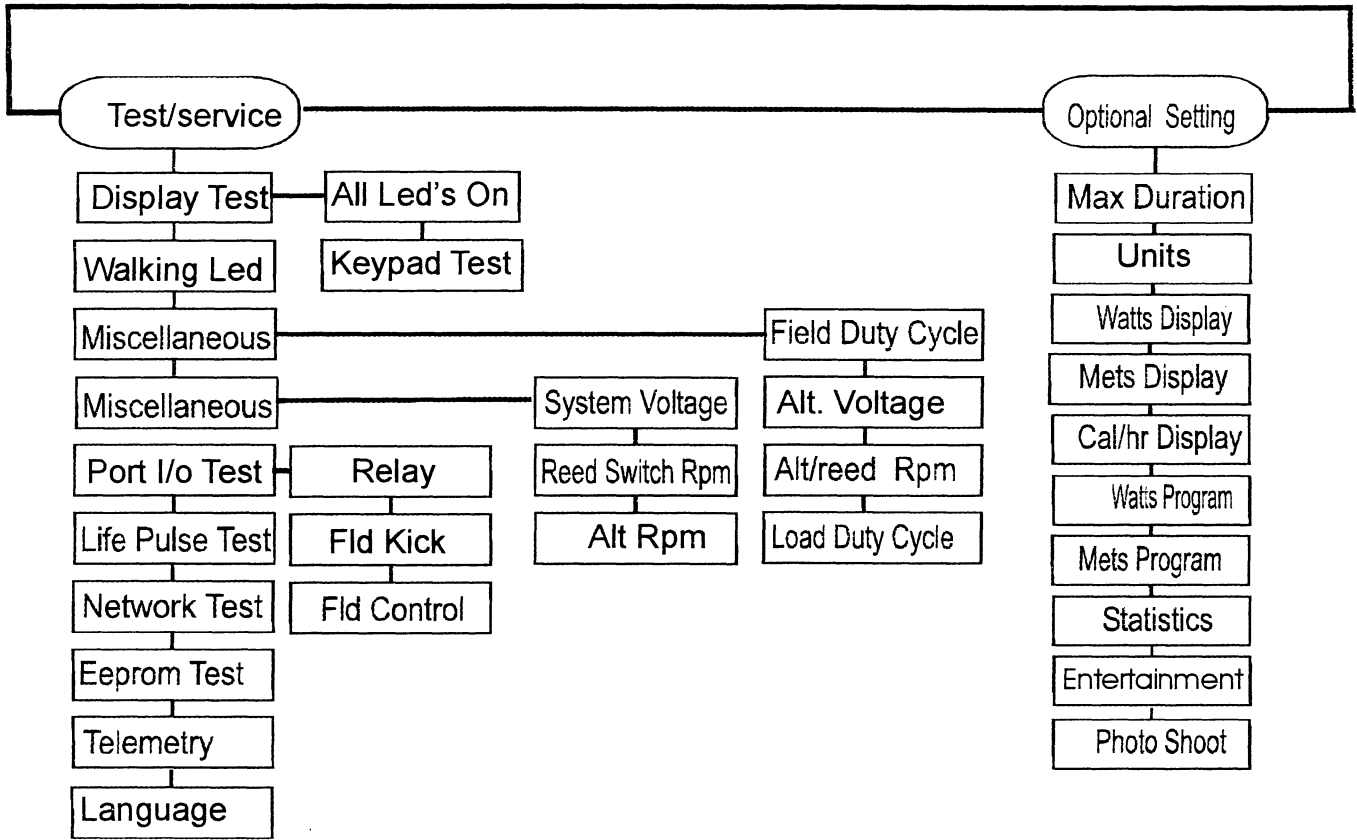 Test/service
Optional Setting
Display Test
All Led's On
Max Duration
Walking Led
Keypad Test
Units
Miscellaneous
Field Duty Cycle
Watts Display
Miscellaneous
System Voltage
Alt. Voltage
Mets Display
Port I/o Test
Relay
Reed Switch Rpm
Alt/reed Rpm
Cal/hr Display
Watts Program
Life Pulse Test
Fld Kick
Alt Rpm
Load Duty Cycle
Mets Program
Network Test
Fld Control
Statistics
Eeprom Test
Entertainment
Telemetry
Photo Shoot
Language